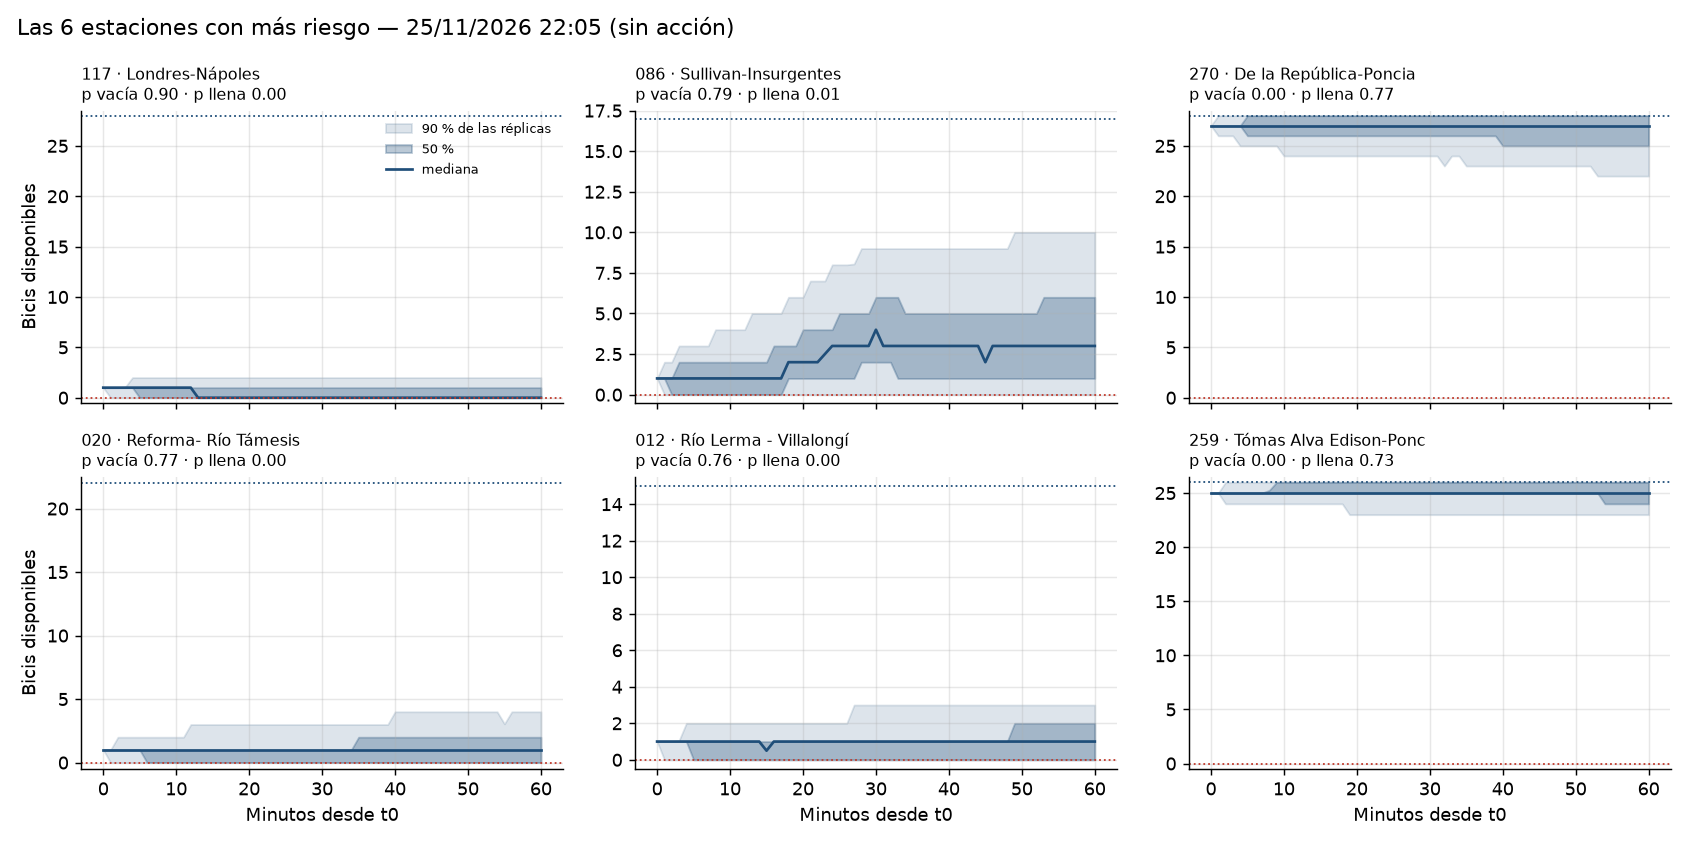 Las 6 estaciones con más riesgo — 25/11/2026 22:05 (sin acción)
117 · Londres-Nápoles
p vacía 0.90 · p llena 0.00
90 % de las réplicas
50 %
mediana
25
20
15
10
5
0
Bicis disponibles
086 · Sullivan-Insurgentes
p vacía 0.79 · p llena 0.01
17.5
15.0
12.5
10.0
7.5
5.0
2.5
0.0
270 · De la República-Poncia
p vacía 0.00 · p llena 0.77
25
20
15
10
5
0
020 · Reforma- Río Támesis
p vacía 0.77 · p llena 0.00
20
15
10
5
0
Bicis disponibles
0 10 20 30 40 50 60
Minutos desde t0
012 · Río Lerma - Villalongí
p vacía 0.76 · p llena 0.00
14
12
10
8
6
4
2
0
0 10 20 30 40 50 60
Minutos desde t0
259 · Tómas Alva Edison-Ponc
p vacía 0.00 · p llena 0.73
25
20
15
10
5
0
0 10 20 30 40 50 60
Minutos desde t0